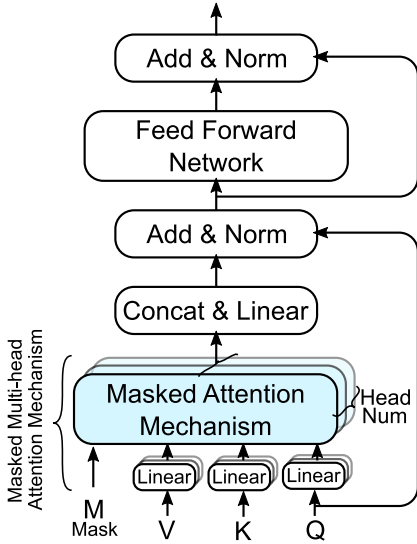 Add & Norm
Feed Forward
Network
Add & Norm
Concat & Linear
Masked Multi-head
Attention Mechanism
Masked Attention
Mechanism
Head
Num
Linear
Linear
Linear
M
Mask
V
K
Q